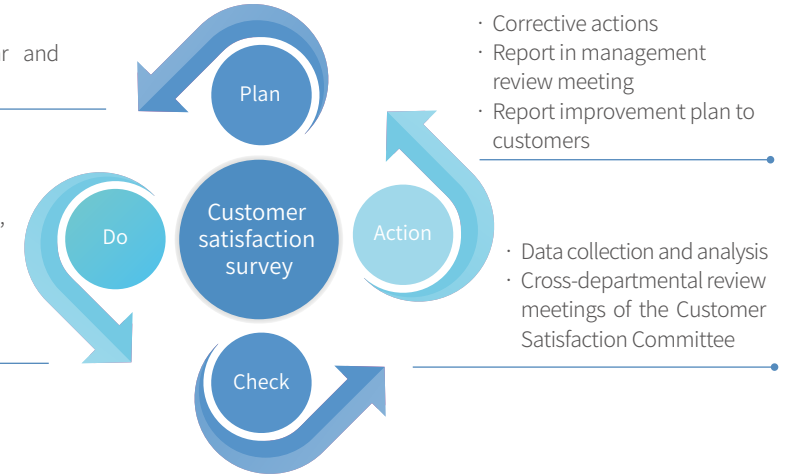 r and
Plan
· Corrective actions
· Report in management
review meeting
· Report improvement plan to
customers
,
Do
Customer
satisfaction
survey
Action
· Data collection and analysis
· Cross-departmental review
meetings of the Customer
Satisfaction Committee
Check